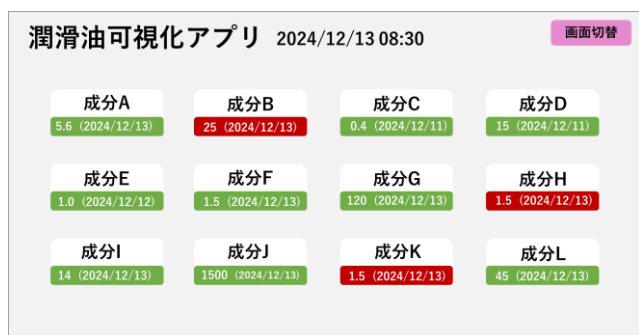 潤滑油可視化アプリ 2024/12/13 08:30 画面切替
成分A 成分B 成分C 成分D
5.6（2024/12/13） 25（2024/12/13） 0.4（2024/12/11） 15（2024/12/11）
成分E 成分F 成分G 成分H
1.0（2024/12/12） 1.5（2024/12/13） 120（2024/12/13） 1.5（2024/12/13）
成分I 成分J 成分K 成分L
14（2024/12/13） 1500（2024/12/13） 1.5（2024/12/13） 45（2024/12/13）